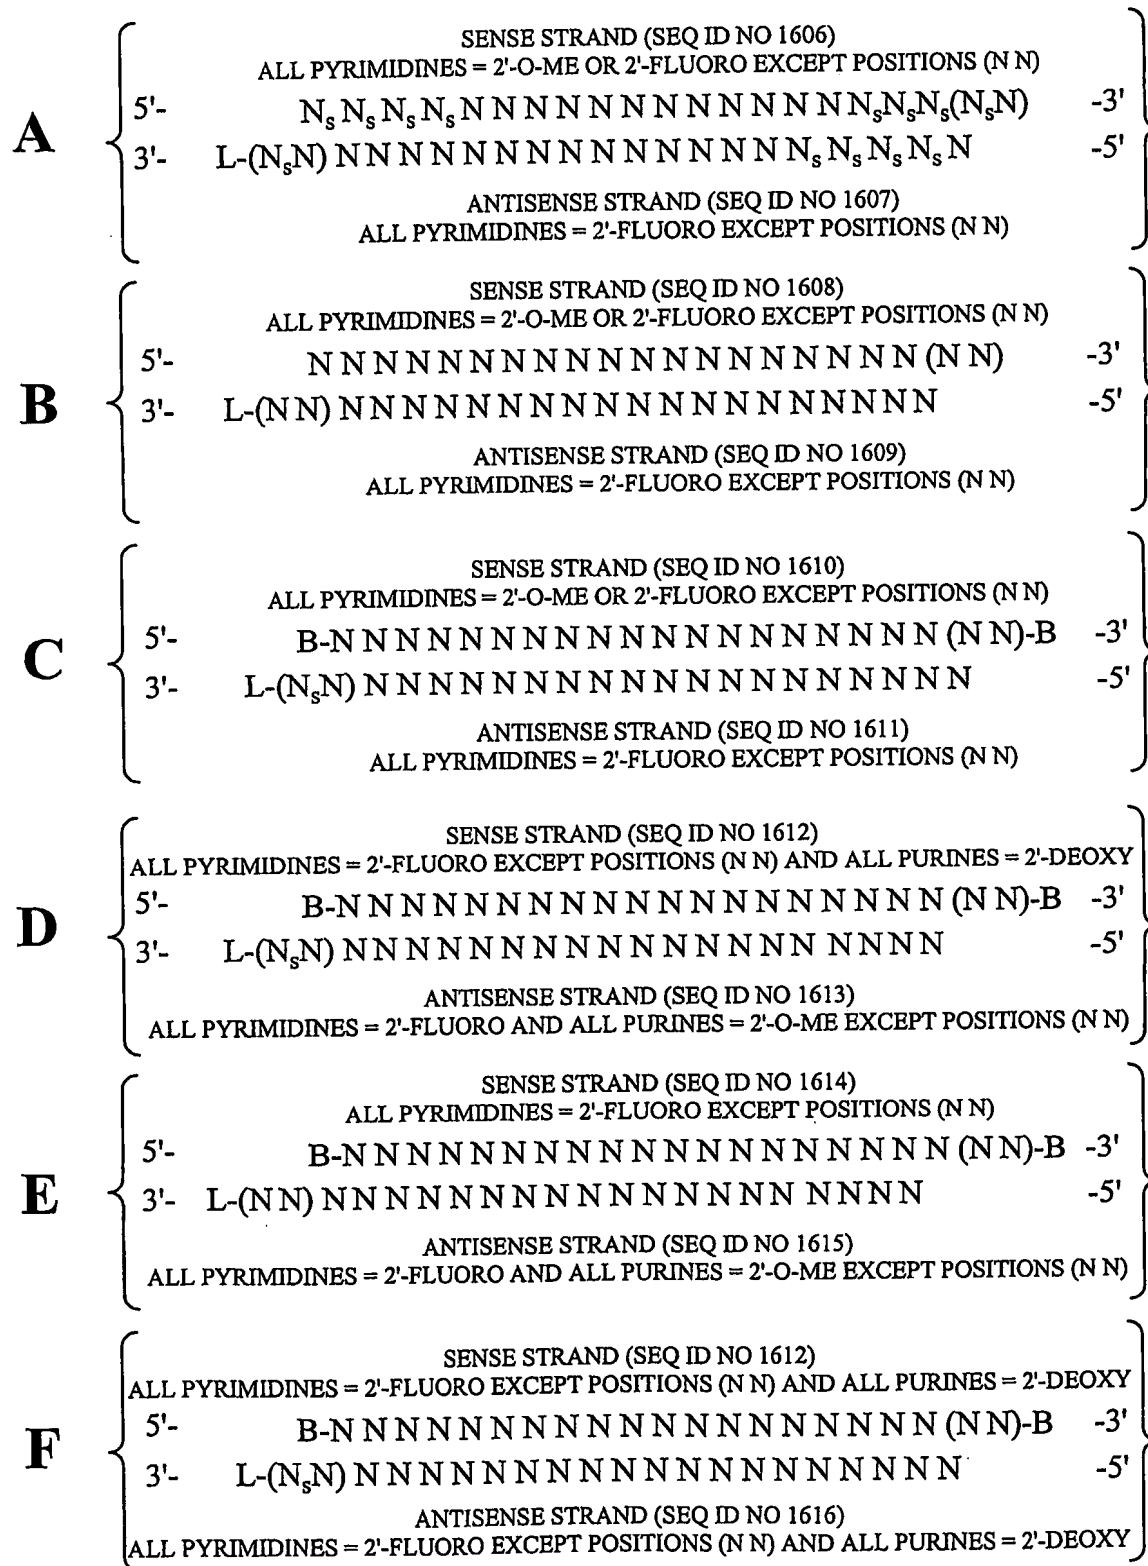 SENSE STRAND (SEQ ID NO 1606)
ALL PYRIMIDINES = 2'-O-ME OR 2'-FLUORO EXCEPT POSITIONS (N N)
A
5'- NₛNₛNₛNₛN N N N N N N N N N N N NₛNₛNₛ(NₛN) -3'
3'- L-(NₛN) N N N N N N N N N N N N N N NₛNₛNₛNₛN -5'
ANTISENSE STRAND (SEQ ID NO 1607)
ALL PYRIMIDINES = 2'-FLUORO EXCEPT POSITIONS (N N)
SENSE STRAND (SEQ ID NO 1608)
ALL PYRIMIDINES = 2'-O-ME OR 2'-FLUORO EXCEPT POSITIONS (N N)
B
5'- N N N N N N N N N N N N N N N N N N N (N N) -3'
3'- L-(N N) N N N N N N N N N N N N N N N N N N N -5'
ANTISENSE STRAND (SEQ ID NO 1609)
ALL PYRIMIDINES = 2'-FLUORO EXCEPT POSITIONS (N N)
SENSE STRAND (SEQ ID NO 1610)
ALL PYRIMIDINES = 2'-O-ME OR 2'-FLUORO EXCEPT POSITIONS (N N)
C
5'- B-N N N N N N N N N N N N N N N N N N N (N N)-B -3'
3'- L-(NₛN) N N N N N N N N N N N N N N N N N N N -5'
ANTISENSE STRAND (SEQ ID NO 1611)
ALL PYRIMIDINES = 2'-FLUORO EXCEPT POSITIONS (N N)
SENSE STRAND (SEQ ID NO 1612)
ALL PYRIMIDINES = 2'-FLUORO EXCEPT POSITIONS (N N) AND ALL PURINES = 2'-DEOXY
D
5'- B-N N N N N N N N N N N N N N N N N N N (N N)-B -3'
3'- L-(NₛN) N N N N N N N N N N N N N N N N N N N -5'
ANTISENSE STRAND (SEQ ID NO 1613)
ALL PYRIMIDINES = 2'-FLUORO AND ALL PURINES = 2'-O-ME EXCEPT POSITIONS (N N)
SENSE STRAND (SEQ ID NO 1614)
ALL PYRIMIDINES = 2'-FLUORO EXCEPT POSITIONS (N N)
E
5'- B-N N N N N N N N N N N N N N N N N N N (N N)-B -3'
3'- L-(N N) N N N N N N N N N N N N N N N N N N N -5'
ANTISENSE STRAND (SEQ ID NO 1615)
ALL PYRIMIDINES = 2'-FLUORO AND ALL PURINES = 2'-O-ME EXCEPT POSITIONS (N N)
SENSE STRAND (SEQ ID NO 1612)
ALL PYRIMIDINES = 2'-FLUORO EXCEPT POSITIONS (N N) AND ALL PURINES = 2'-DEOXY
F
5'- B-N N N N N N N N N N N N N N N N N N N (N N)-B -3'
3'- L-(NₛN) N N N N N N N N N N N N N N N N N N N -5'
ANTISENSE STRAND (SEQ ID NO 1616)
ALL PYRIMIDINES = 2'-FLUORO EXCEPT POSITIONS (N N) AND ALL PURINES = 2'-DEOXY